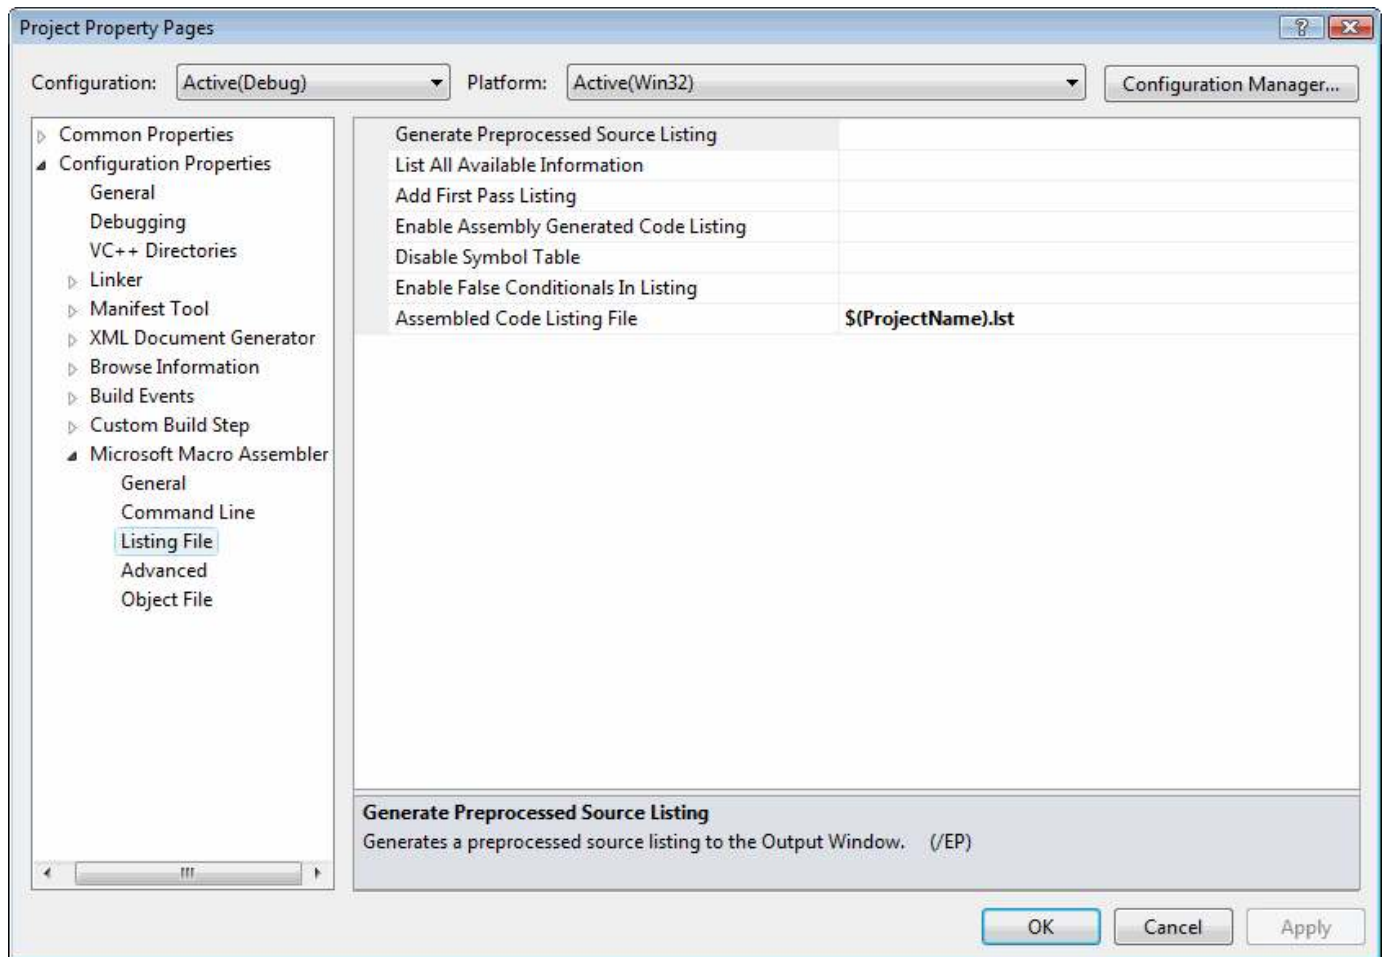 Project Property Pages
Configuration: Active(Debug) Platform: Active(Win32) Configuration Manager...
Common Properties
Configuration Properties
General
Debugging
VC++ Directories
Linker
Manifest Tool
XML Document Generator
Browse Information
Build Events
Custom Build Step
Microsoft Macro Assembler
General
Command Line
Listing File
Advanced
Object File
Generate Preprocessed Source Listing
List All Available Information
Add First Pass Listing
Enable Assembly Generated Code Listing
Disable Symbol Table
Enable False Conditionals In Listing
Assembled Code Listing File $(ProjectName).lst
Generate Preprocessed Source Listing
Generates a preprocessed source listing to the Output Window. (/EP)
OK Cancel Apply